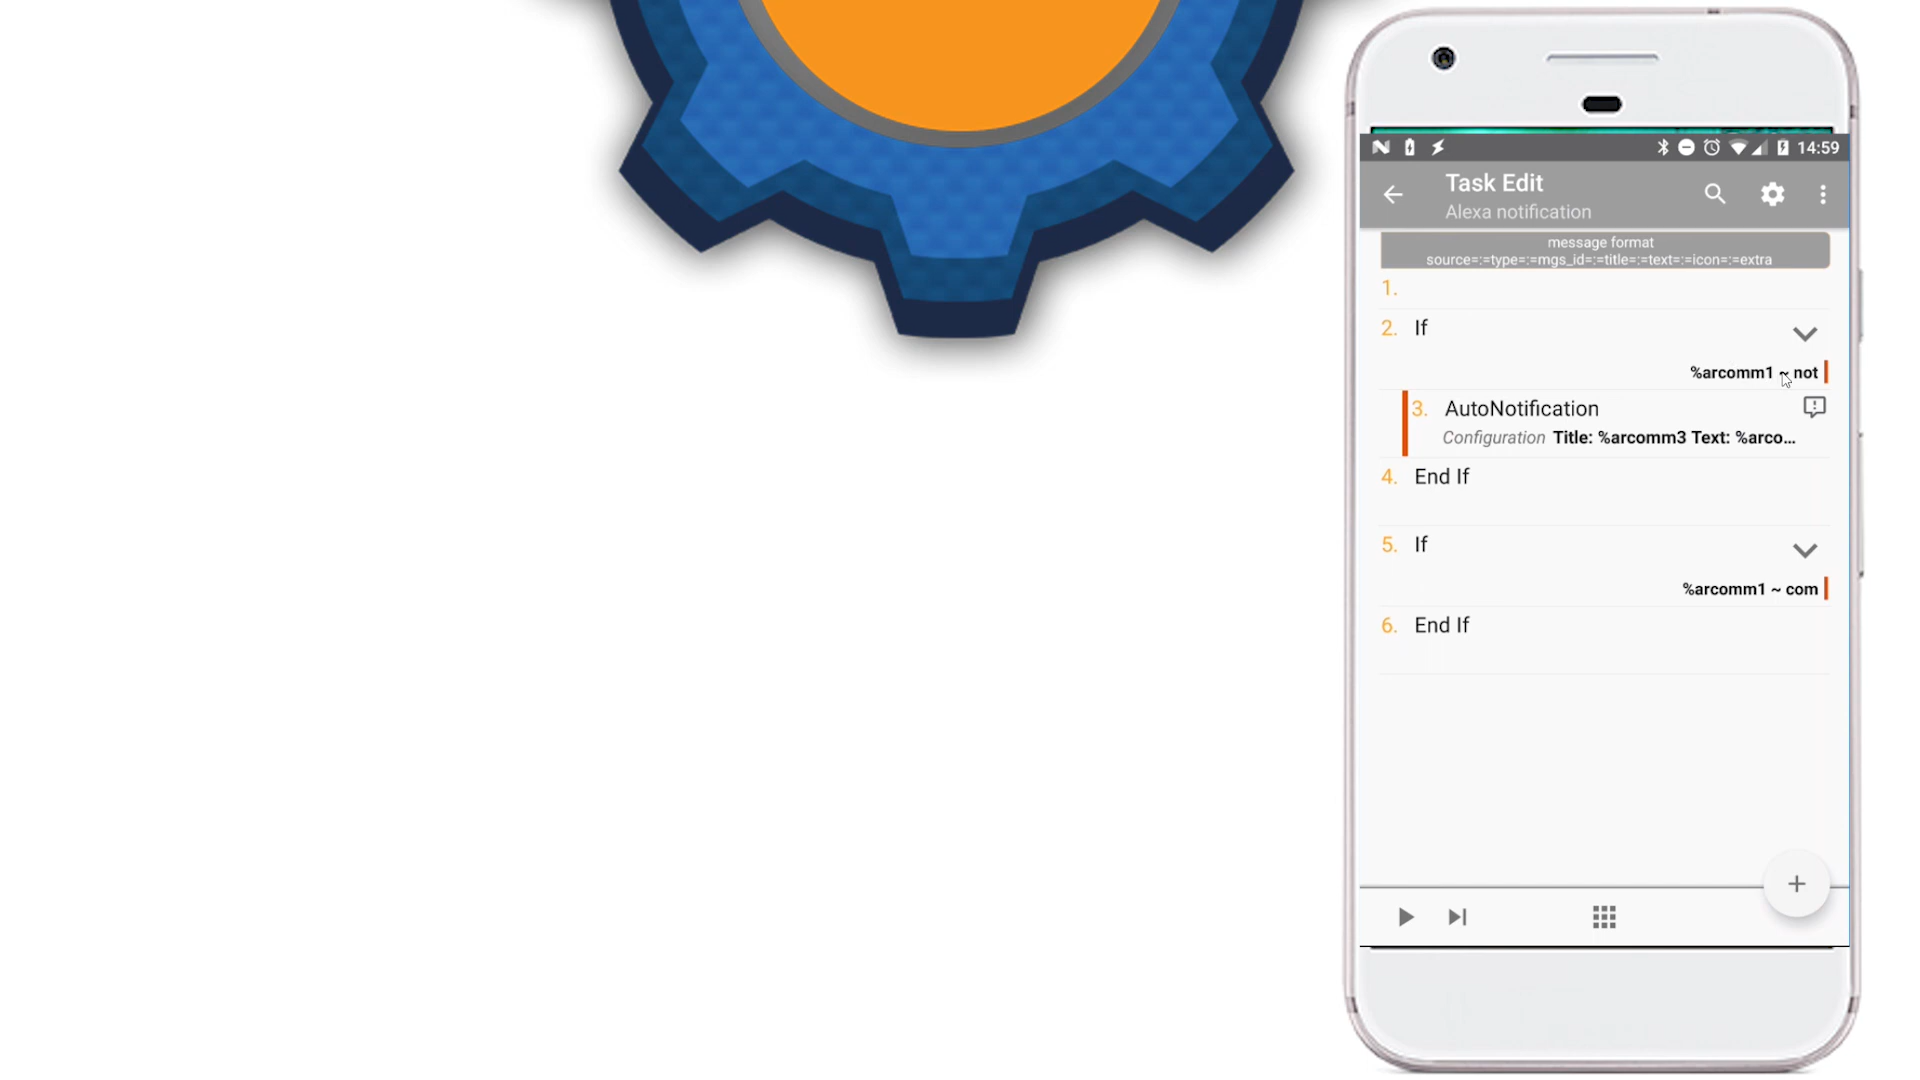 14:59
Task Edit
Alexa notification
message format
source=:=type=:=mgs_id=:=title=:=text=:=icon=:=extra
1.
2. If
%arcomm1 ~ not
3. AutoNotification
Configuration Title: %arcomm3 Text: %arco...
4. End If
5. If
%arcomm1 ~ com
6. End If